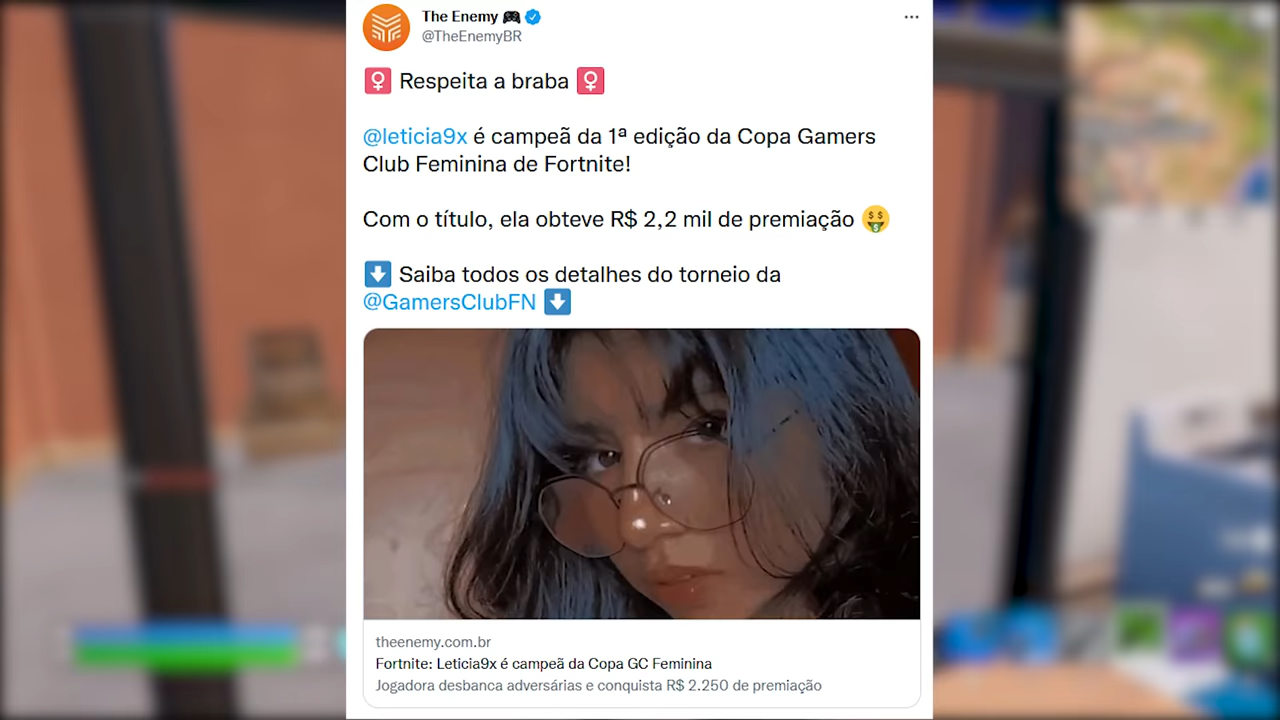 The Enemy 🎮
@TheEnemyBR
♀ Respeita a braba ♀
@leticia9x é campeã da 1ª edição da Copa Gamers
Club Feminina de Fortnite!
Com o título, ela obteve R$ 2,2 mil de premiação 🤑
⬇ Saiba todos os detalhes do torneio da
@GamersClubFN ⬇
theenemy.com.br
Fortnite: Leticia9x é campeã da Copa GC Feminina
Jogadora desbanca adversárias e conquista R$ 2.250 de premiação